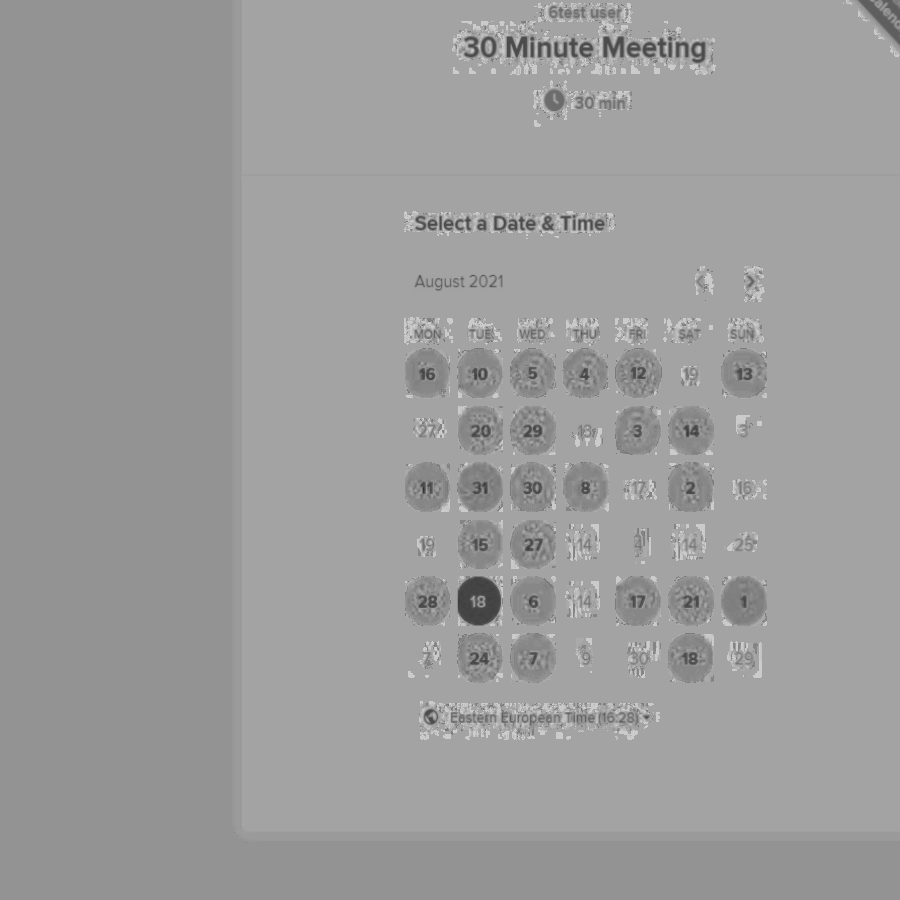 6test user
30 Minute Meeting
30 min
Select a Date & Time
August 2021
MON TUE WED THU FRI SAT SUN
16 10 5 4 12 19 13
27 20 29 13 3 14 3
11 31 30 8 17 2 16
19 15 27 14 4 14 25
28 18 6 14 17 21 1
7 24 7 9 30 18 29
Eastern European Time (16:28)